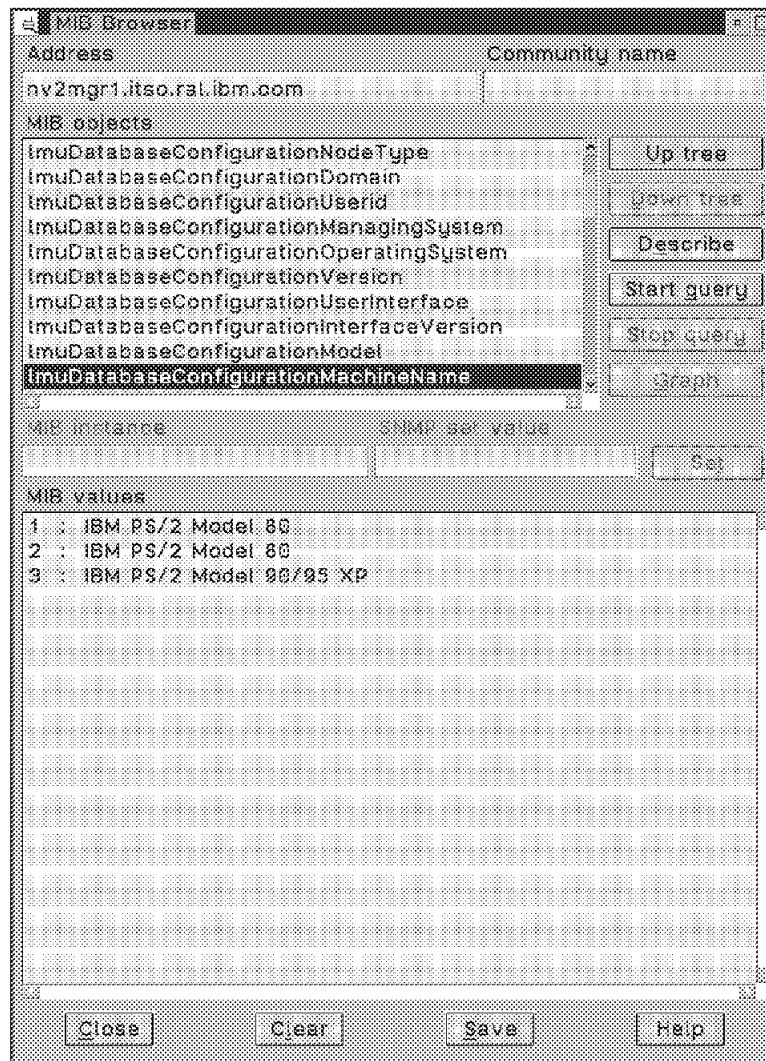 MIB Browser
Address
Community name
nv2mgr1.itso.ral.ibm.com
MIB objects
lmuDatabaseConfigurationNodeType
lmuDatabaseConfigurationDomain
lmuDatabaseConfigurationUserid
lmuDatabaseConfigurationManagingSystem
lmuDatabaseConfigurationOperatingSystem
lmuDatabaseConfigurationVersion
lmuDatabaseConfigurationUserInterface
lmuDatabaseConfigurationInterfaceVersion
lmuDatabaseConfigurationModel
lmuDatabaseConfigurationMachineName
Up tree
Down tree
Describe
Start query
Stop query
Graph
MIB instance
SNMP set value
Set
MIB values
1 : IBM PS/2 Model 80
2 : IBM PS/2 Model 80
3 : IBM PS/2 Model 90/95 XP
Close
Clear
Save
Help